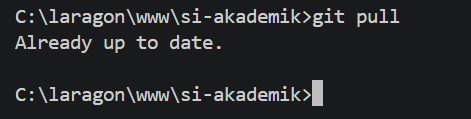 C:\laragon\www\si-akademik>git pull
Already up to date.
C:\laragon\www\si-akademik>